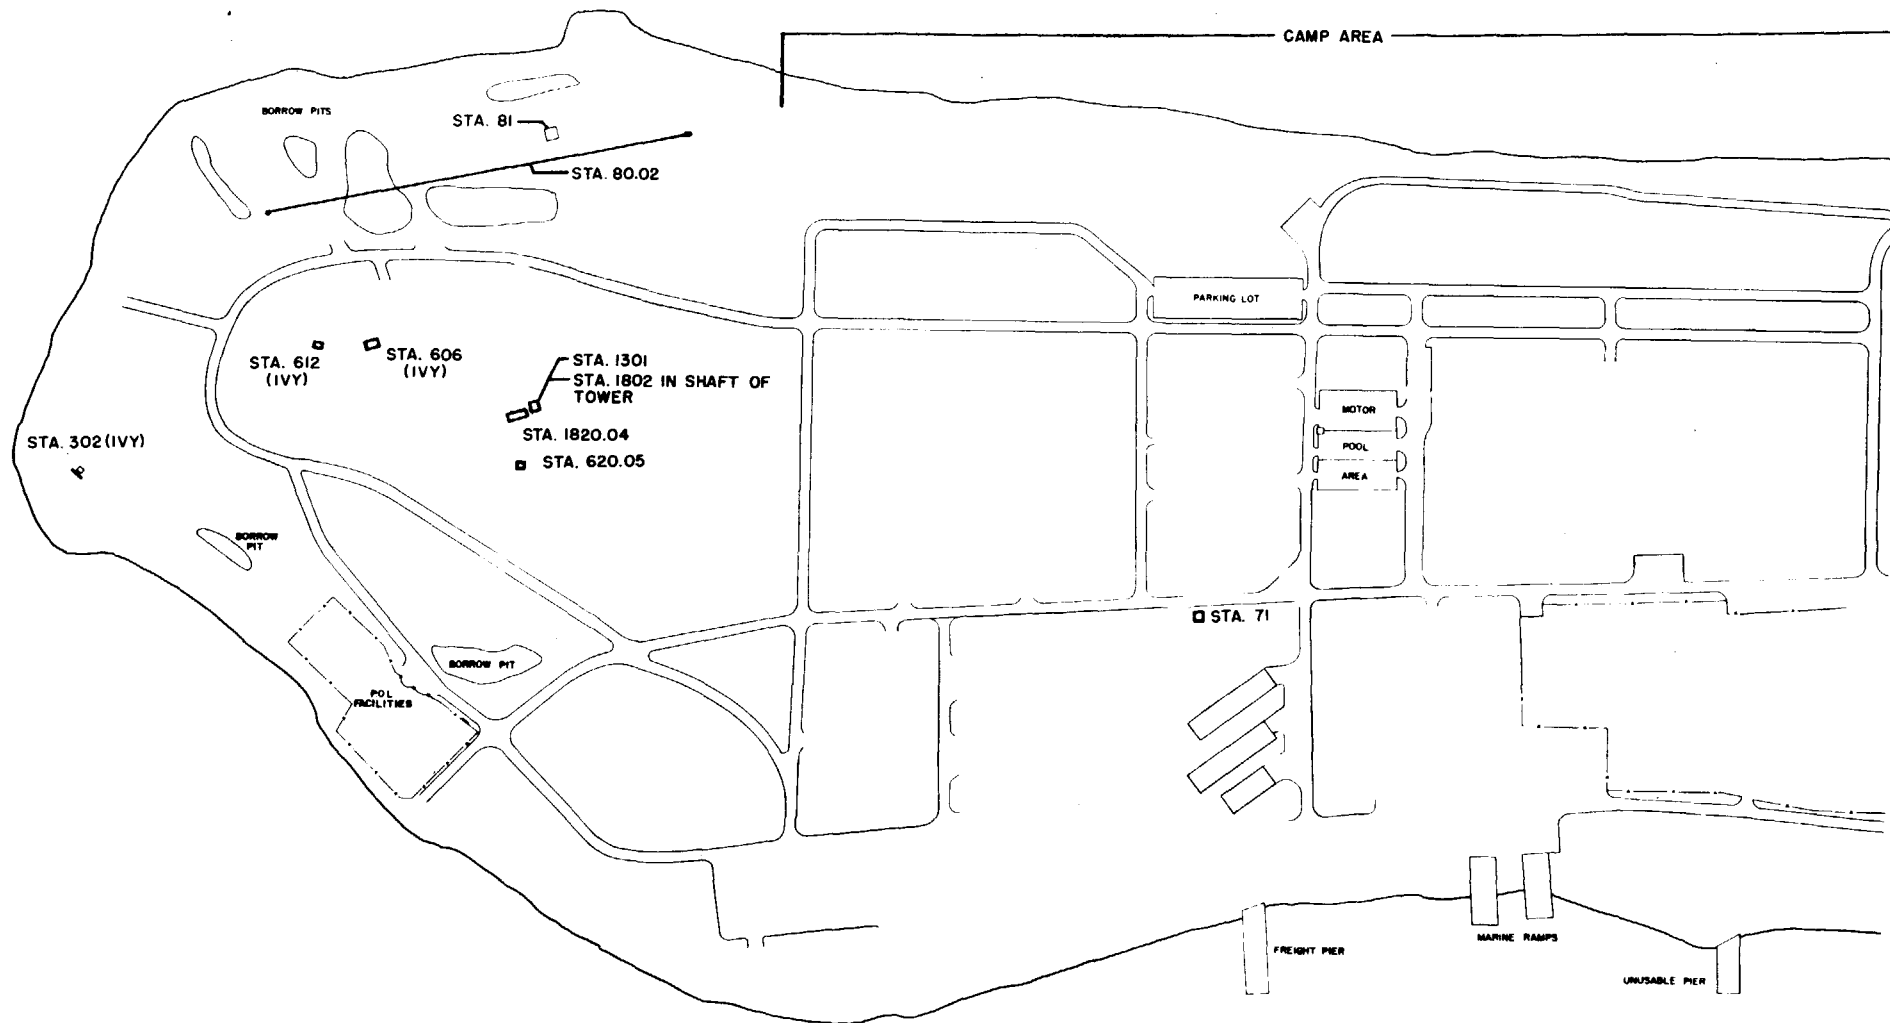 CAMP AREA
BORROW PITS
STA. 81
STA. 80.02
PARKING LOT
STA. 612
(IVY)
STA. 606
(IVY)
STA. 1301
STA. 1802 IN SHAFT OF
TOWER
STA. 1820.04
STA. 620.05
STA. 302 (IVY)
MOTOR
POOL
AREA
BORROW
PIT
STA. 71
BORROW PIT
POL
FACILITIES
FREIGHT PIER
MARINE RAMPS
UNUSABLE PIER